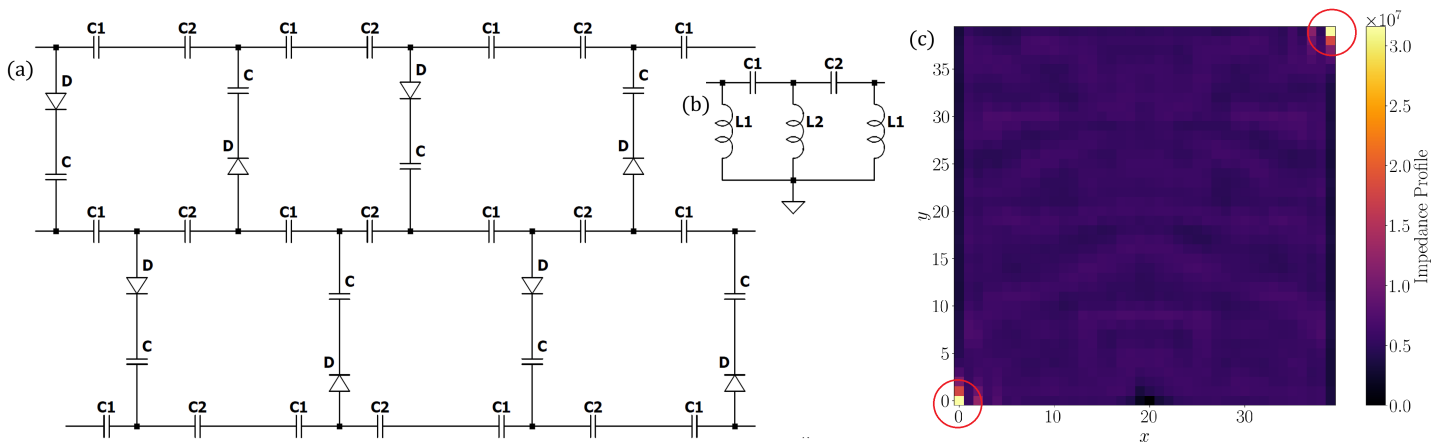 C1 C2 C1 C2 C1 C2 C1
(a)
D C D C
C D C D
C1 C2 C1 C2 C1 C2 C1
D C D C
C D C D
C1 C2 C1 C2 C1 C2 C1
(b)
C1 C2
L1 L2 L1
(c)
×10⁷
35
30
25
20
15
10
5
0
y
0 10 20 30
x
3.0
2.5
2.0
1.5
1.0
0.5
0.0
Impedance Profile